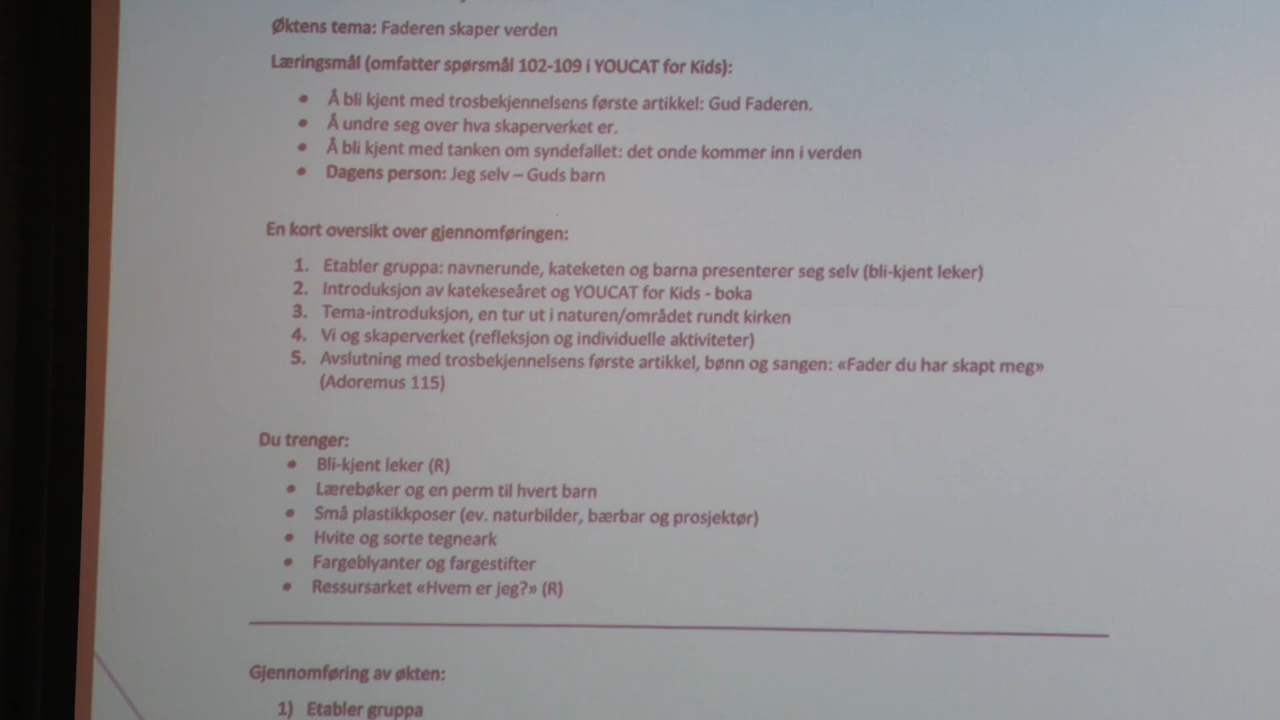 Øktens tema: Faderen skaper verden
Læringsmål (omfatter spørsmål 102-109 i YOUCAT for Kids):
• Å bli kjent med trosbekjennelsens første artikkel: Gud Faderen.
• Å undre seg over hva skaperverket er.
• Å bli kjent med tanken om syndefallet: det onde kommer inn i verden
• Dagens person: Jeg selv – Guds barn
En kort oversikt over gjennomføringen:
1. Etabler gruppa: navnerunde, kateketen og barna presenterer seg selv (bli-kjent leker)
2. Introduksjon av katekeseåret og YOUCAT for Kids - boka
3. Tema-introduksjon, en tur ut i naturen/området rundt kirken
4. Vi og skaperverket (refleksjon og individuelle aktiviteter)
5. Avslutning med trosbekjennelsens første artikkel, bønn og sangen: «Fader du har skapt meg»
(Adoremus 115)
Du trenger:
• Bli-kjent leker (R)
• Lærebøker og en perm til hvert barn
• Små plastikkposer (ev. naturbilder, bærbar og prosjektør)
• Hvite og sorte tegneark
• Fargeblyanter og fargestifter
• Ressursarket «Hvem er jeg?» (R)
Gjennomføring av økten:
1) Etabler gruppa